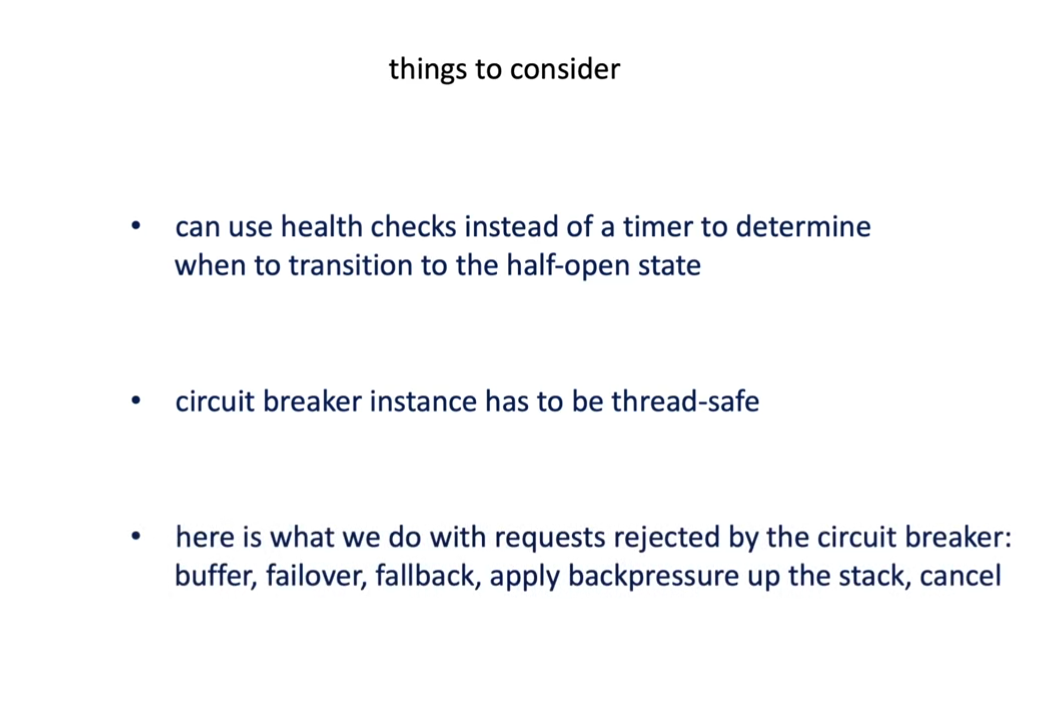 things to consider
• can use health checks instead of a timer to determine
when to transition to the half-open state
• circuit breaker instance has to be thread-safe
• here is what we do with requests rejected by the circuit breaker:
buffer, failover, fallback, apply backpressure up the stack, cancel